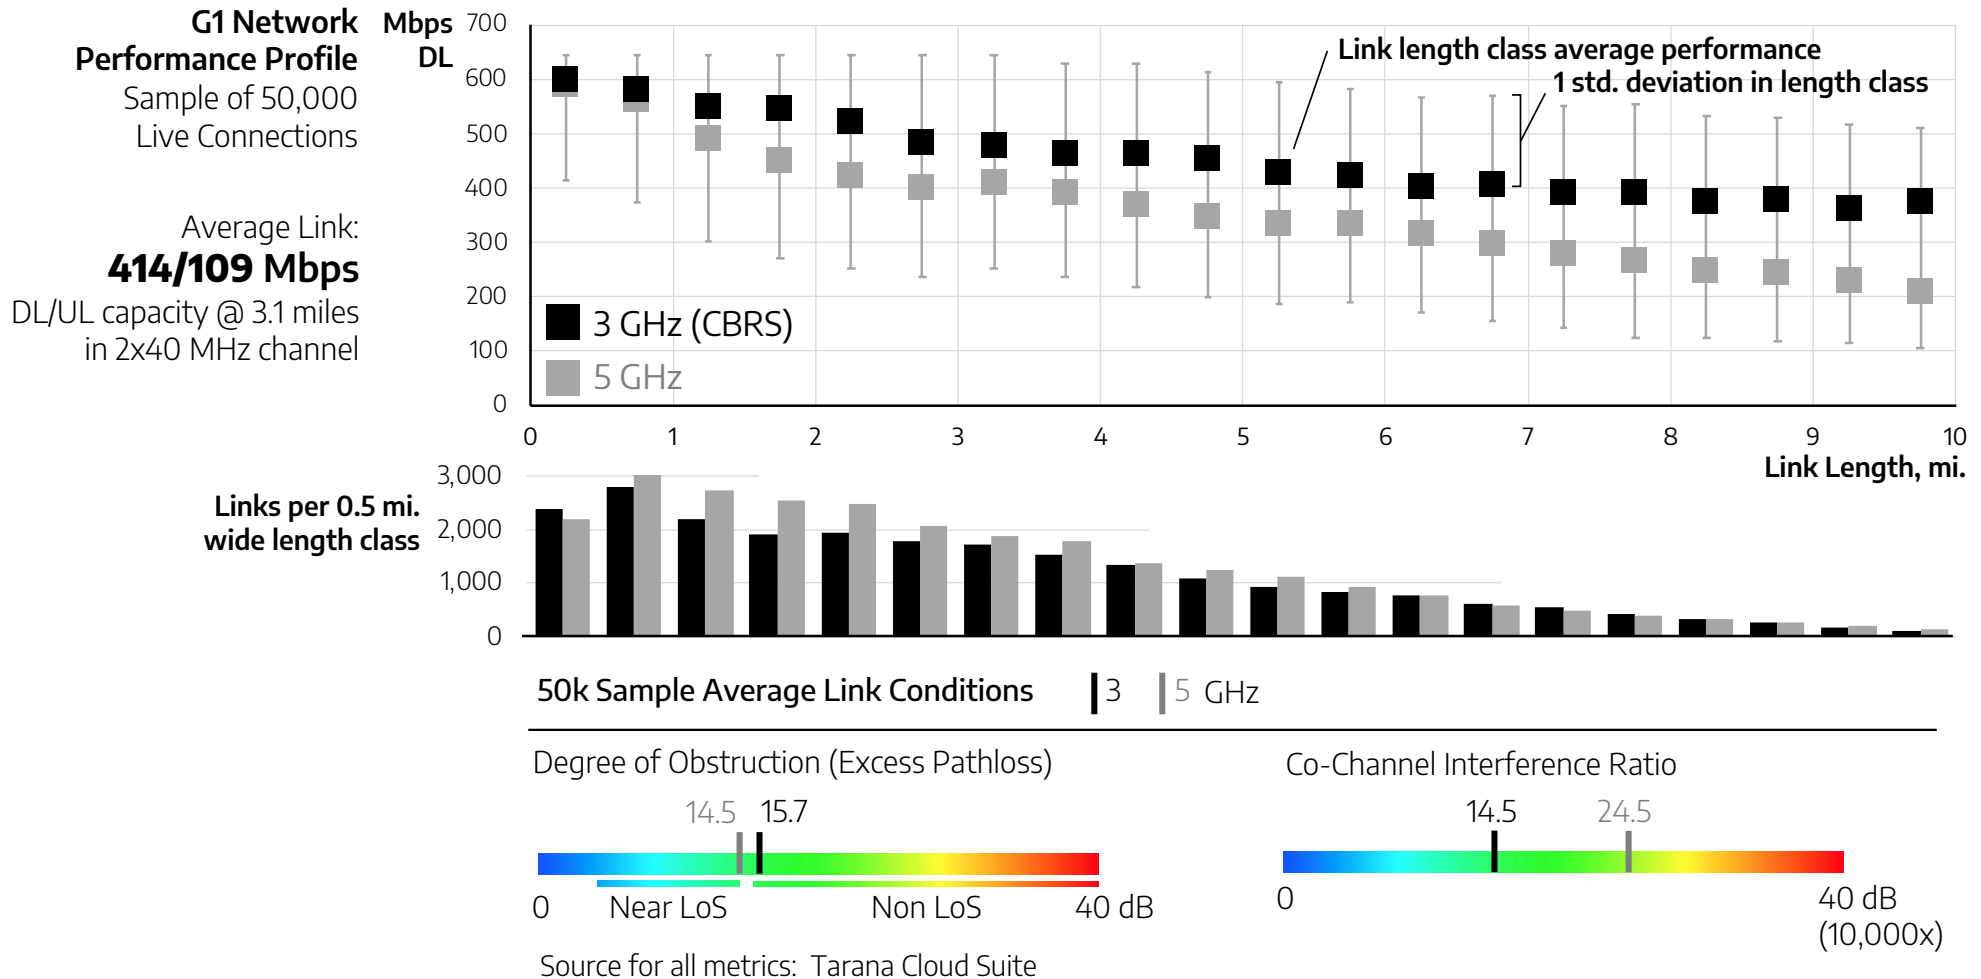 G1 Network
Performance Profile
Sample of 50,000
Live Connections
Average Link:
414/109 Mbps
DL/UL capacity @ 3.1 miles
in 2x40 MHz channel
Mbps
DL
700
600
500
400
300
200
100
0
Link length class average performance
1 std. deviation in length class
3 GHz (CBRS)
5 GHz
0 1 2 3 4 5 6 7 8 9 10
Link Length, mi.
Links per 0.5 mi.
wide length class
3,000
2,000
1,000
0
50k Sample Average Link Conditions 3 5 GHz
Degree of Obstruction (Excess Pathloss)
14.5 15.7
0 Near LoS Non LoS 40 dB
Co-Channel Interference Ratio
14.5 24.5
0 40 dB
(10,000x)
Source for all metrics: Tarana Cloud Suite